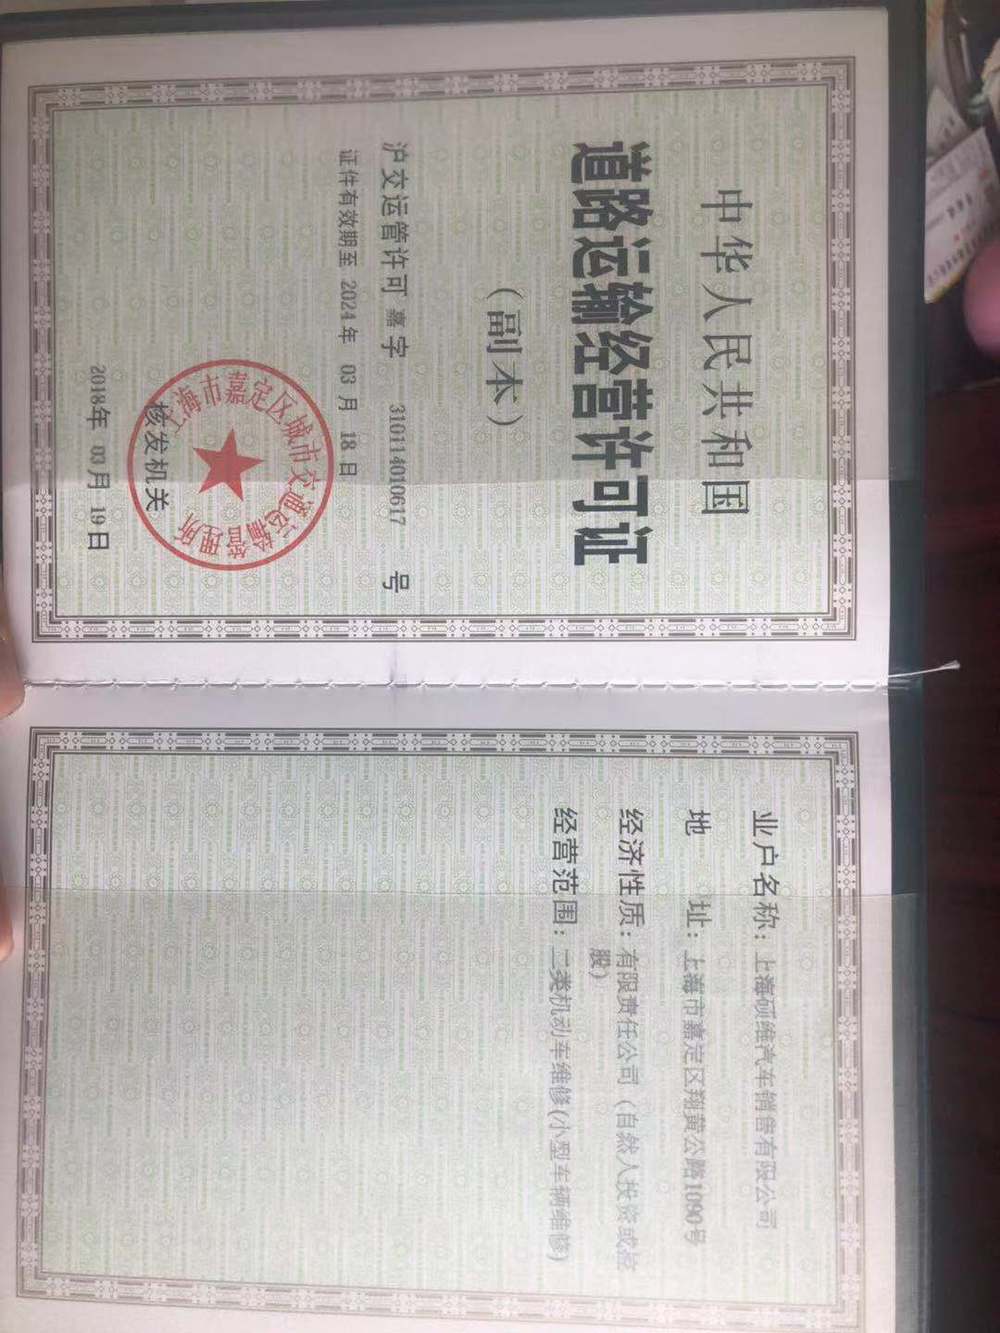 中华人民共和国
道路运输经营许可证
（副本）
沪交运管许可 嘉 字 310114010617 号
证件有效期至 2024 年 03 月 18 日
上海市嘉定区城市交通运输管理所
核发机关
2018年 03月 19日
业户名称：上海硕维汽车销售有限公司
地 址：上海市嘉定区翔黄公路1090号
经济性质：有限责任公司（自然人投资或控
股）
经营范围：二类机动车维修(小型车辆维修)